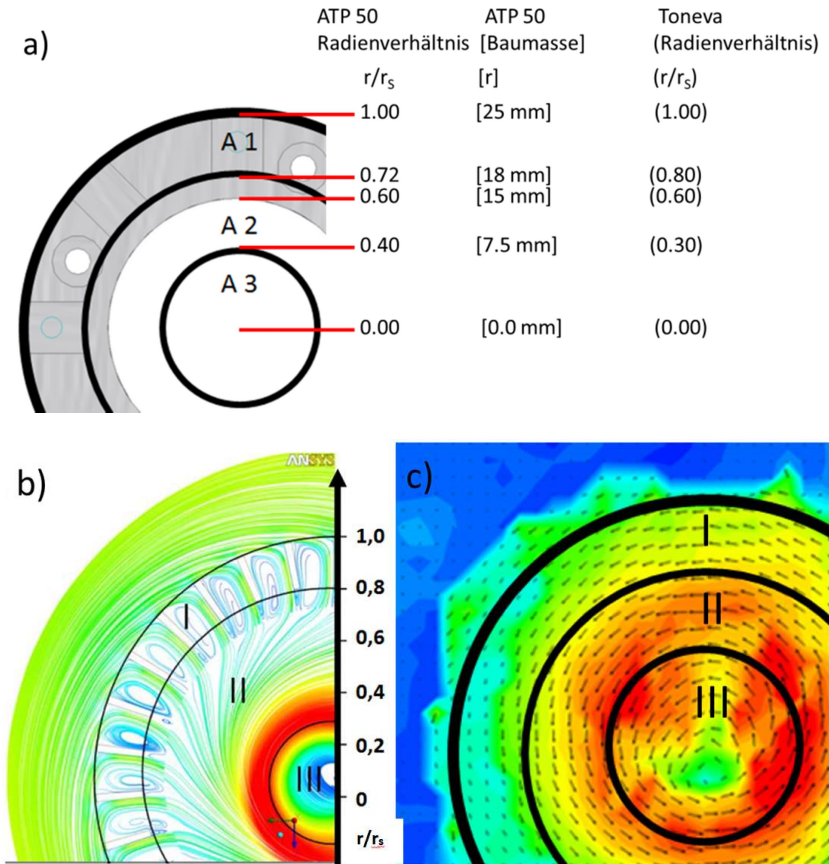 a)
ATP 50 ATP 50 Toneva
Radienverhältnis [Baumasse] (Radienverhältnis)
r/rS [r] (r/rS)
1.00 [25 mm] (1.00)
0.72 [18 mm] (0.80)
0.60 [15 mm] (0.60)
0.40 [7.5 mm] (0.30)
0.00 [0.0 mm] (0.00)
A 1
A 2
A 3
b)
ANSYS
1,0
0,8
0,6
0,4
0,2
0
r/rs
I
II
III
c)
I
II
III